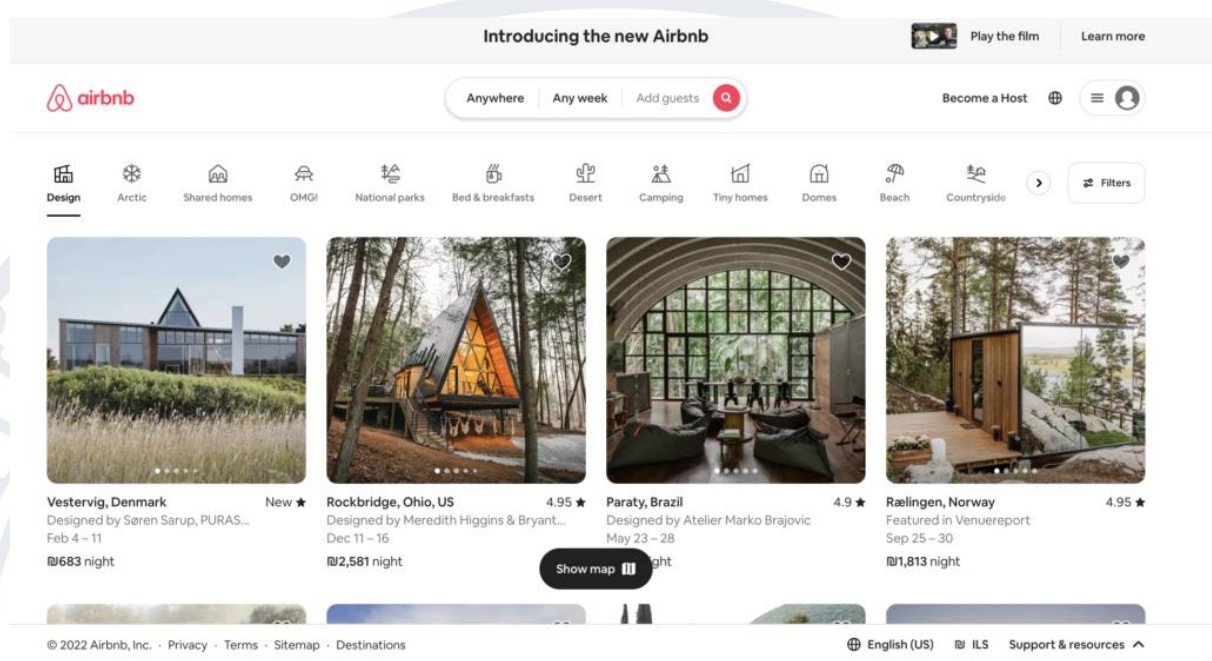 Introducing the new Airbnb
Play the film
Learn more
airbnb
Anywhere
Any week
Add guests
Become a Host
Design
Arctic
Shared homes
OMG!
National parks
Bed & breakfasts
Desert
Camping
Tiny homes
Domes
Beach
Countryside
Filters
Vestervig, Denmark New ★
Designed by Søren Sarup, PURAS...
Feb 4 – 11
₪683 night
Rockbridge, Ohio, US 4.95 ★
Designed by Meredith Higgins & Bryant...
Dec 11 – 16
₪2,581 night
Paraty, Brazil 4.9 ★
Designed by Atelier Marko Brajovic
May 23 – 28
Rælingen, Norway 4.95 ★
Featured in Venuereport
Sep 25 – 30
₪1,813 night
Show map
© 2022 Airbnb, Inc. · Privacy · Terms · Sitemap · Destinations
English (US) ₪ ILS Support & resources